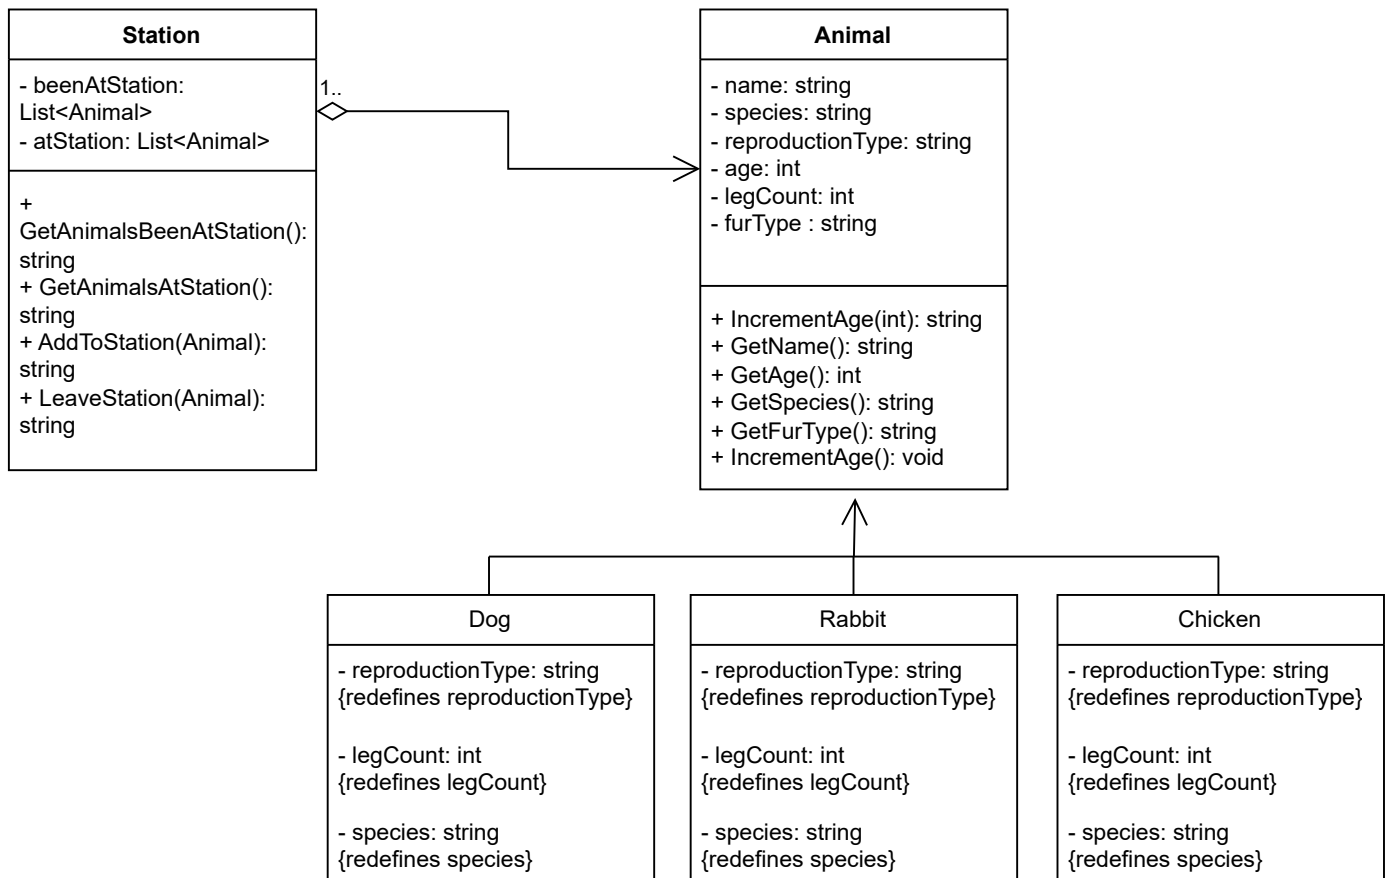 Station
- beenAtStation:
List<Animal>
- atStation: List<Animal>
+
GetAnimalsBeenAtStation():
string
+ GetAnimalsAtStation():
string
+ AddToStation(Animal):
string
+ LeaveStation(Animal):
string
1..
Animal
- name: string
- species: string
- reproductionType: string
- age: int
- legCount: int
- furType : string
+ IncrementAge(int): string
+ GetName(): string
+ GetAge(): int
+ GetSpecies(): string
+ GetFurType(): string
+ IncrementAge(): void
Dog
- reproductionType: string
{redefines reproductionType}
- legCount: int
{redefines legCount}
- species: string
{redefines species}
Rabbit
- reproductionType: string
{redefines reproductionType}
- legCount: int
{redefines legCount}
- species: string
{redefines species}
Chicken
- reproductionType: string
{redefines reproductionType}
- legCount: int
{redefines legCount}
- species: string
{redefines species}